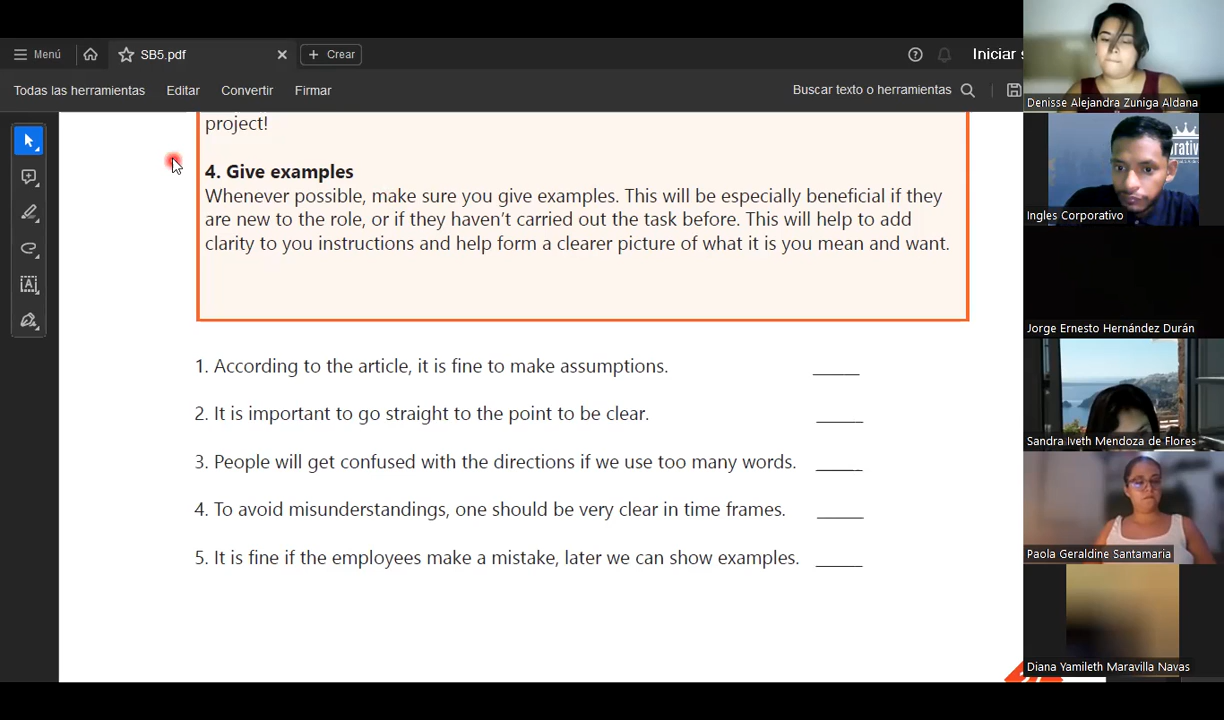 Menú
SB5.pdf
Crear
Iniciar s
Todas las herramientas
Editar
Convertir
Firmar
Buscar texto o herramientas
project!
4. Give examples
Whenever possible, make sure you give examples. This will be especially beneficial if they
are new to the role, or if they haven't carried out the task before. This will help to add
clarity to you instructions and help form a clearer picture of what it is you mean and want.
1. According to the article, it is fine to make assumptions. _____
2. It is important to go straight to the point to be clear. _____
3. People will get confused with the directions if we use too many words. _____
4. To avoid misunderstandings, one should be very clear in time frames. _____
5. It is fine if the employees make a mistake, later we can show examples. _____
Denisse Alejandra Zuniga Aldana
Ingles Corporativo
Jorge Ernesto Hernández Durán
Sandra Iveth Mendoza de Flores
Paola Geraldine Santamaría
Diana Yamileth Maravilla Navas